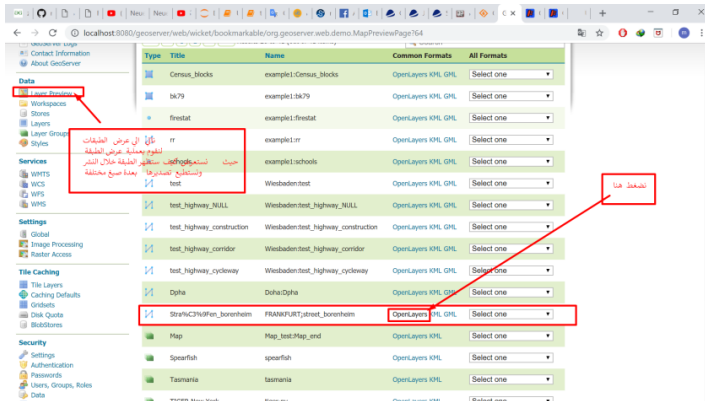 localhost:8080/geoserver/web/wicket/bookmarkable/org.geoserver.web.demo.MapPreviewPage?64
GeoServer Logs
Contact Information
About GeoServer
Data
Layer Preview
Workspaces
Stores
Layers
Layer Groups
Styles
Services
WMTS
WCS
WFS
WMS
Settings
Global
Image Processing
Raster Access
Tile Caching
Tile Layers
Caching Defaults
Gridsets
Disk Quota
BlobStores
Security
Settings
Authentication
Passwords
Users, Groups, Roles
Data
Search
Type Title Name Common Formats All Formats
Census_blocks example1:Census_blocks OpenLayers KML GML Select one
bk79 example1:bk79 OpenLayers KML GML Select one
firestat example1:firestat OpenLayers KML GML Select one
rr example1:rr OpenLayers KML GML Select one
schools example1:schools OpenLayers KML GML Select one
test Wiesbaden:test OpenLayers KML GML Select one
test_highway_NULL Wiesbaden:test_highway_NULL OpenLayers KML GML Select one
test_highway_construction Wiesbaden:test_highway_construction OpenLayers KML GML Select one
test_highway_corridor Wiesbaden:test_highway_corridor OpenLayers KML GML Select one
test_highway_cycleway Wiesbaden:test_highway_cycleway OpenLayers KML GML Select one
Dpha Doha:Dpha OpenLayers KML GML Select one
Stra%C3%9Fen_borenheim FRANKFURT;street_borenheim OpenLayers KML GML Select one
Map Map_test:Map_end OpenLayers KML Select one
Spearfish spearfish OpenLayers KML Select one
Tasmania tasmania OpenLayers KML Select one
الي عرض الطبقات
لنقوم بعملية عرض الطبقة
حيث نستعرض كيف ستظهر الطبقة خلال النشر
ونستطيع تصديرها بعدة صيغ مختلفة
نضغط هنا